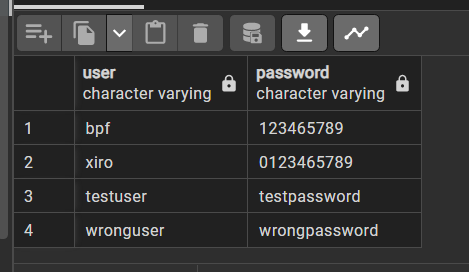 user password
character varying character varying
1 bpf 123465789
2 xiro 0123465789
3 testuser testpassword
4 wronguser wrongpassword